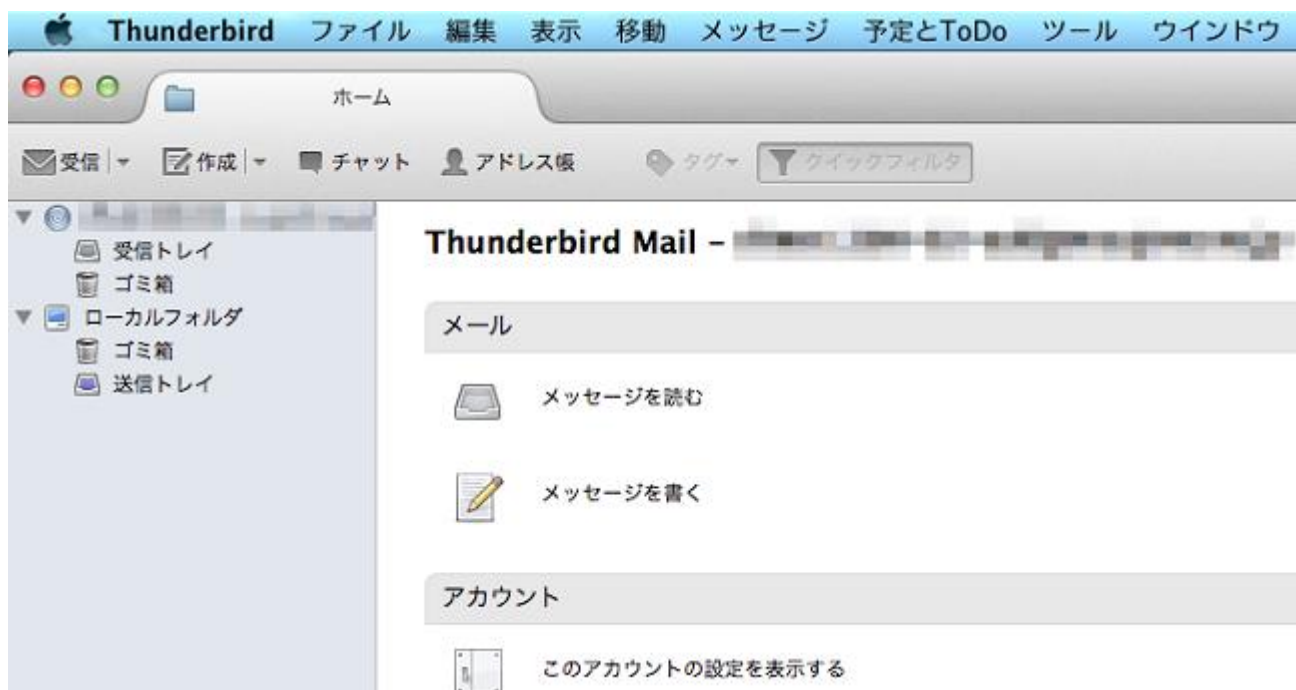 Thunderbird ファイル 編集 表示 移動 メッセージ 予定とToDo ツール ウインドウ
ホーム
受信 作成 チャット アドレス帳 タグ クイックフィルタ
受信トレイ
ゴミ箱
ローカルフォルダ
ゴミ箱
送信トレイ
Thunderbird Mail –
メール
メッセージを読む
メッセージを書く
アカウント
このアカウントの設定を表示する